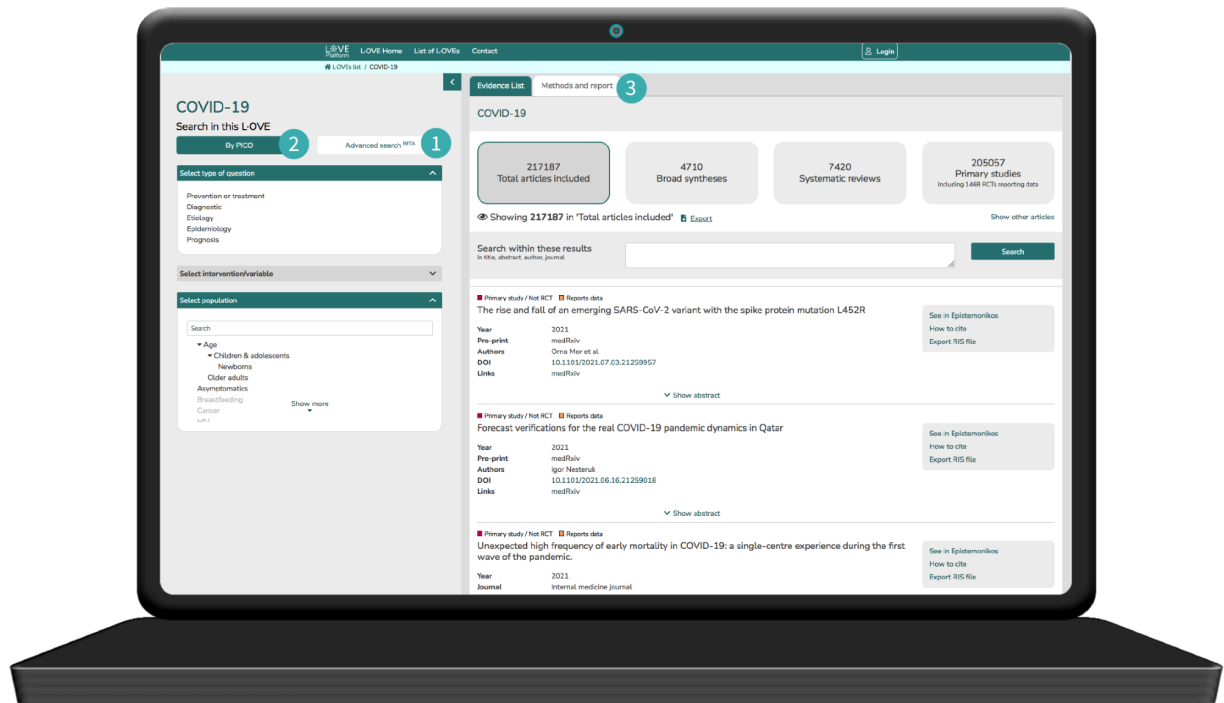 L·OVE Platform L·OVE Home List of L·OVEs Contact Login
LOVEs list / COVID-19
COVID-19
Search in this L·OVE
By PICO 2 Advanced search BETA 1
Select type of question
Prevention or treatment
Diagnostic
Etiology
Epidemiology
Prognosis
Select intervention/variable
Select population
Search
Age
Children & adolescents
Newborns
Older adults
Asymptomatics
Breastfeeding
Cancer
Show more
Evidence List Methods and report 3
COVID-19
217187
Total articles included
4710
Broad syntheses
7420
Systematic reviews
205057
Primary studies
Including 1468 RCTs reporting data
Showing 217187 in 'Total articles included' Export Show other articles
Search within these results
In title, abstract, author, journal
Search
Primary study / Not RCT Reports data
The rise and fall of an emerging SARS-CoV-2 variant with the spike protein mutation L452R
Year 2021
Pre-print medRxiv
Authors Orna Mor et al.
DOI 10.1101/2021.07.03.21259957
Links medRxiv
Show abstract
See in Epistemonikos
How to cite
Export RIS file
Primary study / Not RCT Reports data
Forecast verifications for the real COVID-19 pandemic dynamics in Qatar
Year 2021
Pre-print medRxiv
Authors Igor Nesteruk
DOI 10.1101/2021.06.16.21259018
Links medRxiv
Show abstract
See in Epistemonikos
How to cite
Export RIS file
Primary study / Not RCT Reports data
Unexpected high frequency of early mortality in COVID-19: a single-centre experience during the first
wave of the pandemic.
Year 2021
Journal Internal medicine journal
See in Epistemonikos
How to cite
Export RIS file